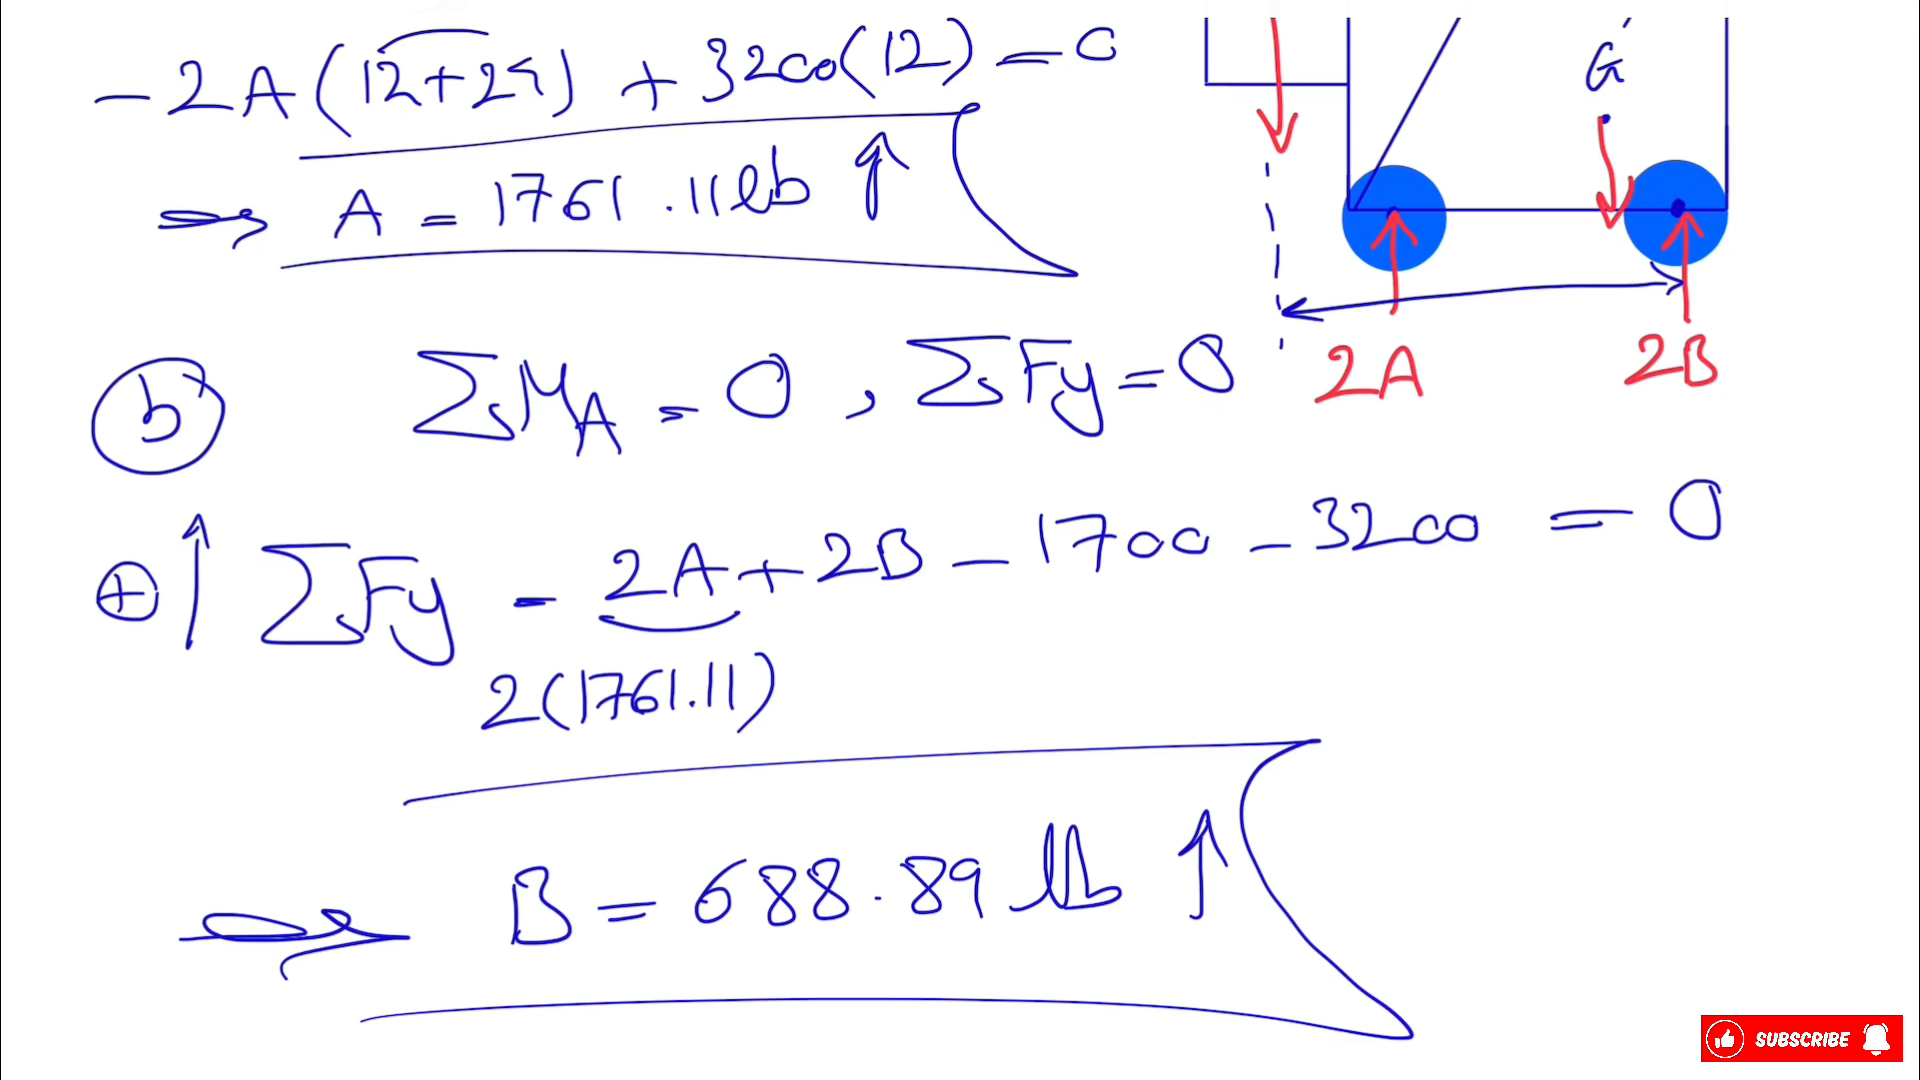 -2A(12+24) + 3200(12) = 0
G
⇒ A = 1761.11 lb ↑
2A 2B
b) ΣM_A = 0 , ΣFy = 0
⊕↑ ΣFy = 2A + 2B - 1700 - 3200 = 0
2(1761.11)
⇒ B = 688.89 lb ↑
SUBSCRIBE